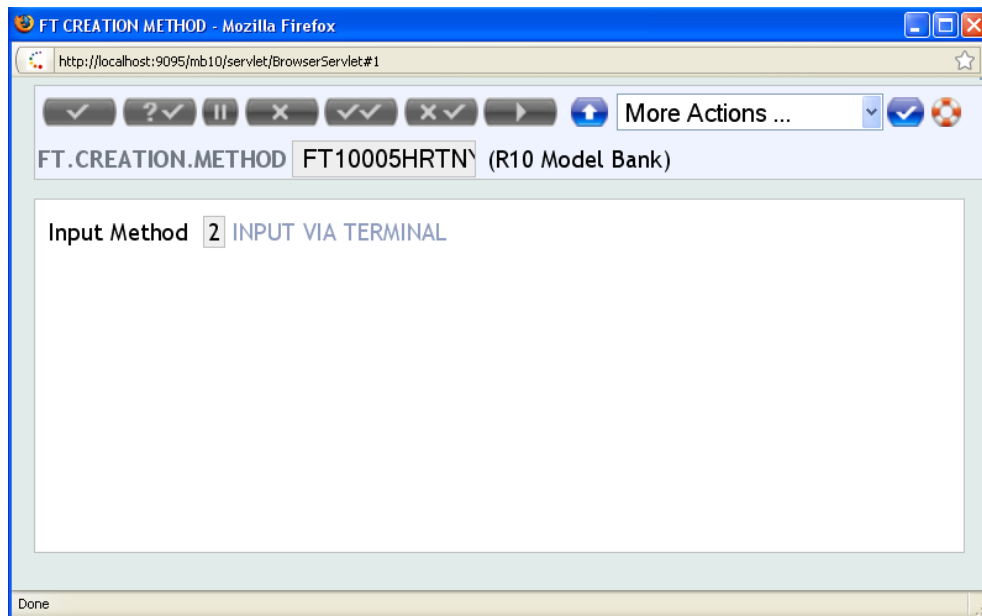 FT CREATION METHOD - Mozilla Firefox
http://localhost:9095/mb10/servlet/BrowserServlet#1
More Actions ...
FT.CREATION.METHOD FT10005HRTN (R10 Model Bank)
Input Method 2 INPUT VIA TERMINAL
Done